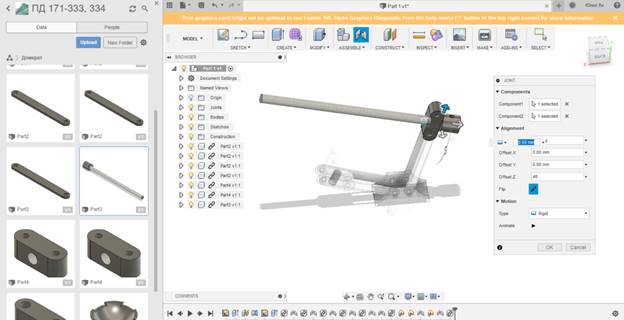 ПД 171-333, 334
Data
People
Upload
New Folder
Домкрат
Part2
V1
Part2
V1
Part2
V1
Part3
V1
Part4
V1
Part4
V1
Part 1 v1*
Your graphics card might not be optimal to run Fusion 360. Open Graphics Diagnostic from the help menu ("?" button in the top right corner) for more information
MODEL
SKETCH
CREATE
MODIFY
ASSEMBLE
CONSTRUCT
INSPECT
INSERT
MAKE
ADD-INS
SELECT
BROWSER
Part 1 v1
Document Settings
Named Views
Origin
Joints
Bodies
Sketches
Construction
Part2 v1:1
Part2 v1:1
Part2 v1:1
Part2 v1:1
Part4 v1:1
Part4 v1:1
Part3 v1:1
JOINT
Components
Component1
1 selected
Component2
1 selected
Alignment
0.00 mm
Offset X
0.00 mm
Offset Y
0.00 mm
Offset Z
40
Flip
Motion
Type
Rigid
Animate
OK
Cancel
COMMENTS